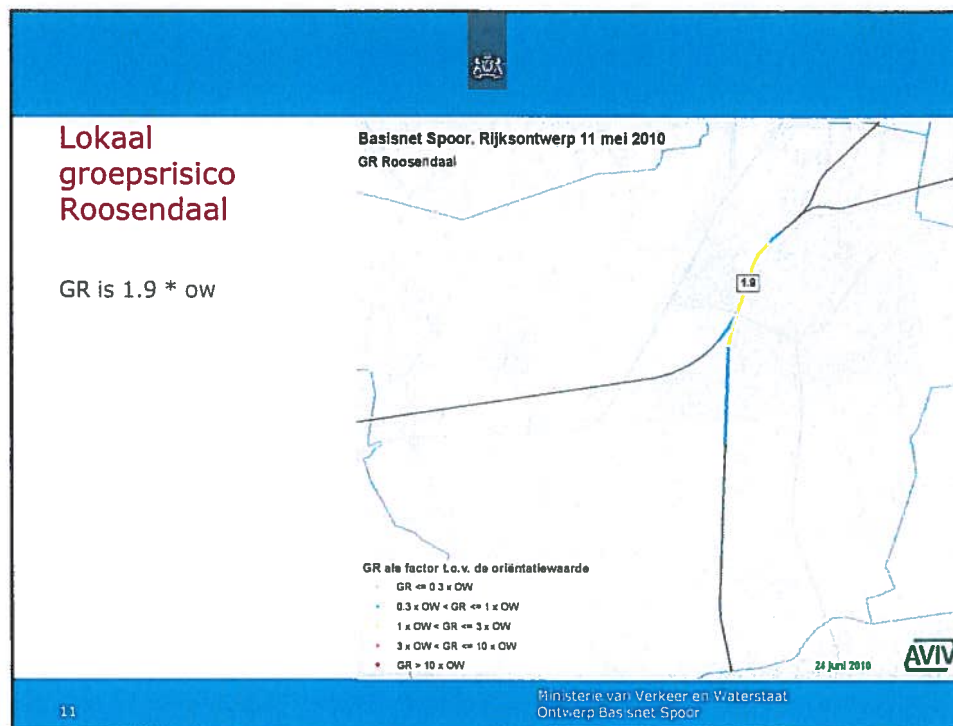 Lokaal
groepsrisico
Roosendaal
GR is 1.9 * ow
Basisnet Spoor. Rijksontwerp 11 mei 2010
GR Roosendaal
1.9
GR als factor t.o.v. de oriëntatiewaarde
GR <= 0.3 x OW
0.3 x OW < GR <= 1 x OW
1 x OW < GR <= 3 x OW
3 x OW < GR <= 10 x OW
GR > 10 x OW
24 juni 2010
AVIV
11
Ministerie van Verkeer en Waterstaat
Ontwerp Basisnet Spoor